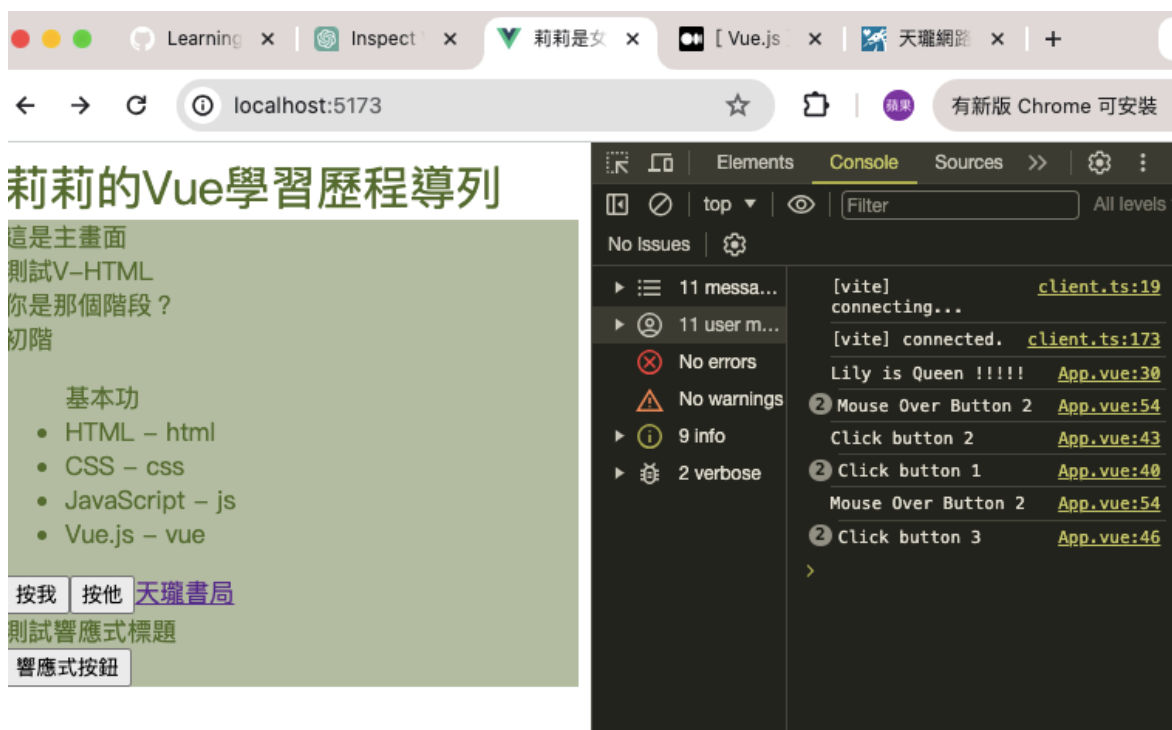 Learning
Inspect
莉莉是女
[ Vue.js
天瓏網路
localhost:5173
蘋果
有新版 Chrome 可安裝
莉莉的Vue學習歷程導列
這是主畫面
測試V-HTML
你是那個階段？
初階
基本功
HTML – html
CSS – css
JavaScript – js
Vue.js – vue
按我 按他 天瓏書局
測試響應式標題
響應式按鈕
Elements Console Sources
top Filter All levels
No Issues
11 messa...
11 user m...
No errors
No warnings
9 info
2 verbose
[vite] client.ts:19
connecting...
[vite] connected. client.ts:173
Lily is Queen !!!!! App.vue:30
2 Mouse Over Button 2 App.vue:54
Click button 2 App.vue:43
2 Click button 1 App.vue:40
Mouse Over Button 2 App.vue:54
2 Click button 3 App.vue:46